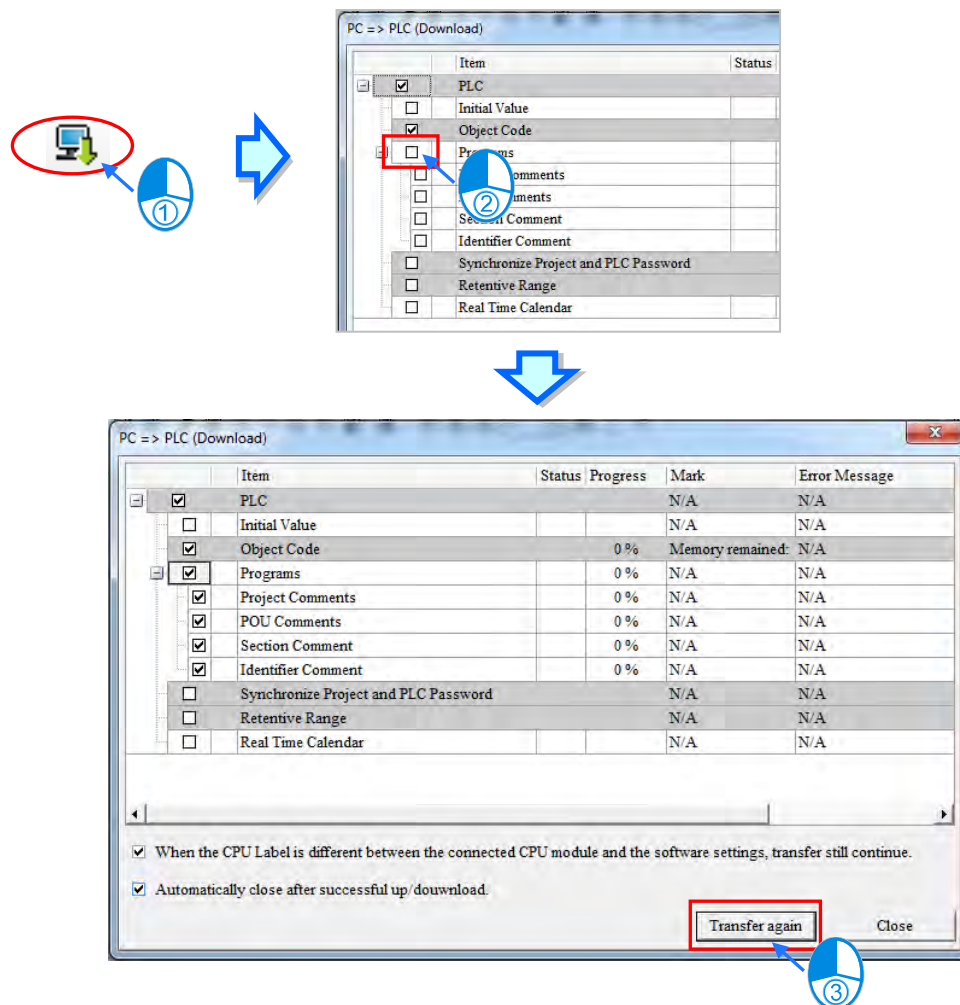 PC => PLC (Download)
Item Status
PLC
Initial Value
Object Code
①
②
omments
Section Comment
Identifier Comment
Synchronize Project and PLC Password
Retentive Range
Real Time Calendar
PC => PLC (Download)
Item Status Progress Mark Error Message
PLC N/A N/A
Initial Value N/A N/A
Object Code 0 % Memory remained: N/A
Programs 0 % N/A N/A
Project Comments 0 % N/A N/A
POU Comments 0 % N/A N/A
Section Comment 0 % N/A N/A
Identifier Comment 0 % N/A N/A
Synchronize Project and PLC Password N/A N/A
Retentive Range N/A N/A
Real Time Calendar N/A N/A
When the CPU Label is different between the connected CPU module and the software settings, transfer still continue.
Automatically close after successful up/douwnload.
Transfer again Close
③